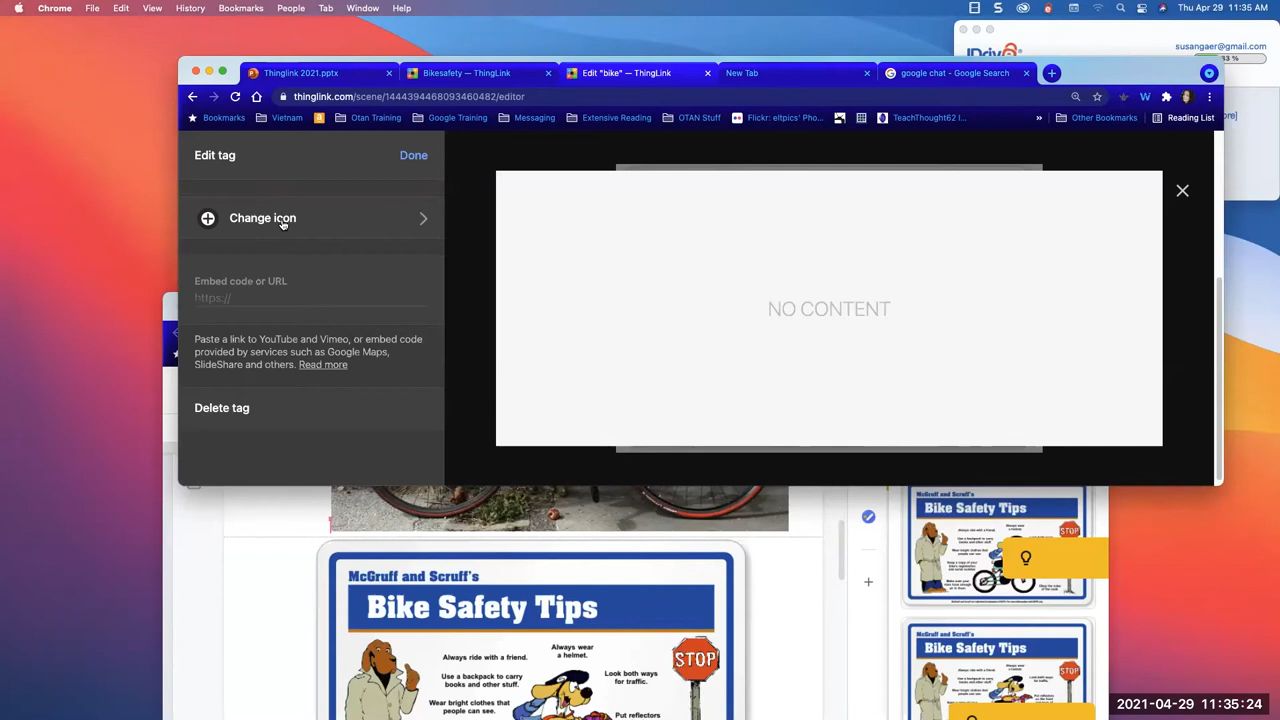 Chrome File Edit View History Bookmarks People Tab Window Help
Thu Apr 29 11:35 AM
IDriv
susangaer@gmail.com
Thinglink 2021.pptx
Bikesafety — ThingLink
Edit "bike" — ThingLink
New Tab
google chat - Google Search
thinglink.com/scene/1444394468093460482/editor
Bookmarks Vietnam Otan Training Google Training Messaging Extensive Reading OTAN Stuff Flickr: eltpics' Pho... TeachThought62 I... » Other Bookmarks Reading List
Edit tag Done
Change icon
Embed code or URL
https://
Paste a link to YouTube and Vimeo, or embed code
provided by services such as Google Maps,
SlideShare and others. Read more
Delete tag
NO CONTENT
McGruff and Scruff's
Bike Safety Tips
Always ride with a friend.
Always wear
a helmet.
STOP
Use a backpack to carry
books and other stuff.
Look both ways
for traffic.
Wear bright clothes that
people can see.
Put reflectors
McGruff and Scruff's
Bike Safety Tips
STOP
McGruff and Scruff's
Bike Safety Tips
STOP
2021-04-29 11:35:24